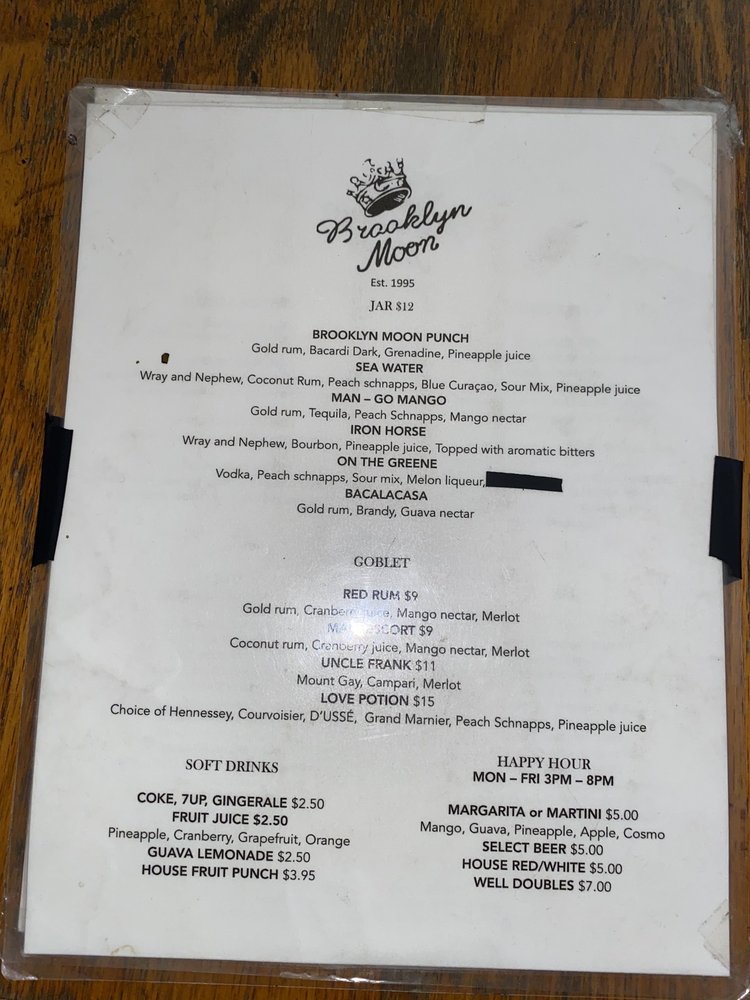 Brooklyn
Moon
Est. 1995
JAR $12
BROOKLYN MOON PUNCH
Gold rum, Bacardi Dark, Grenadine, Pineapple juice
SEA WATER
Wray and Nephew, Coconut Rum, Peach schnapps, Blue Curaçao, Sour Mix, Pineapple juice
MAN – GO MANGO
Gold rum, Tequila, Peach Schnapps, Mango nectar
IRON HORSE
Wray and Nephew, Bourbon, Pineapple juice, Topped with aromatic bitters
ON THE GREENE
Vodka, Peach schnapps, Sour mix, Melon liqueur,
BACALACASA
Gold rum, Brandy, Guava nectar
GOBLET
RED RUM $9
Gold rum, Cranberry juice, Mango nectar, Merlot
$9
Coconut rum, Cranberry juice, Mango nectar, Merlot
UNCLE FRANK $11
Mount Gay, Campari, Merlot
LOVE POTION $15
Choice of Hennessey, Courvoisier, D'USSÉ, Grand Marnier, Peach Schnapps, Pineapple juice
SOFT DRINKS
COKE, 7UP, GINGERALE $2.50
FRUIT JUICE $2.50
Pineapple, Cranberry, Grapefruit, Orange
GUAVA LEMONADE $2.50
HOUSE FRUIT PUNCH $3.95
HAPPY HOUR
MON – FRI 3PM – 8PM
MARGARITA or MARTINI $5.00
Mango, Guava, Pineapple, Apple, Cosmo
SELECT BEER $5.00
HOUSE RED/WHITE $5.00
WELL DOUBLES $7.00